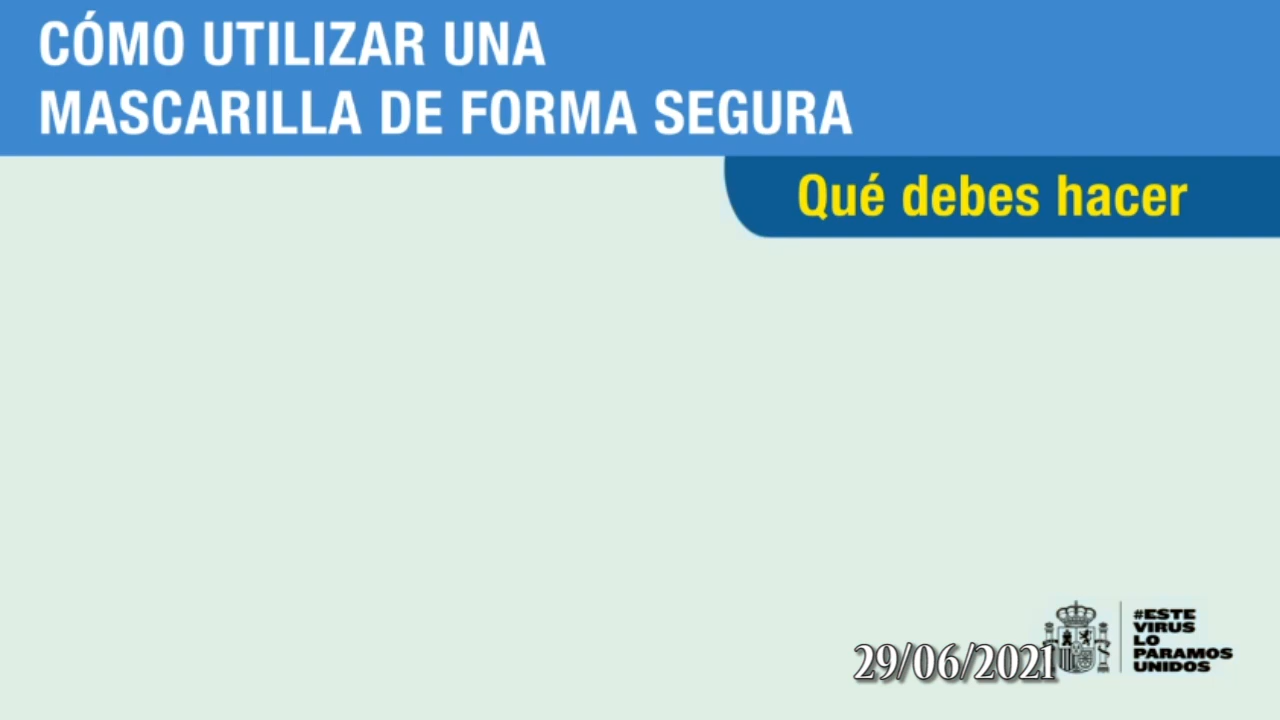 CÓMO UTILIZAR UNA
MASCARILLA DE FORMA SEGURA
Qué debes hacer
#ESTE
VIRUS
LO
PARAMOS
UNIDOS
29/06/2021